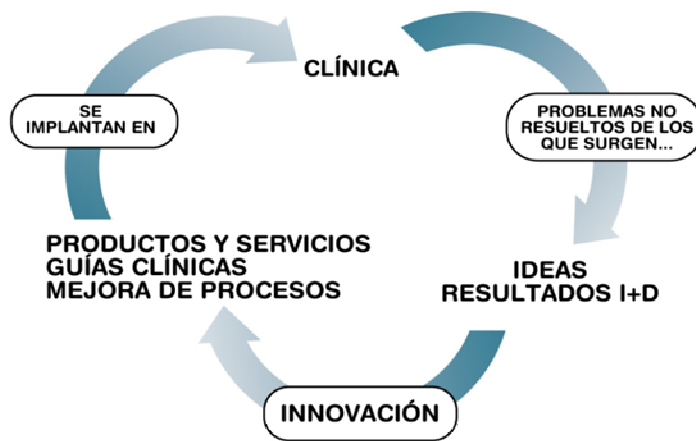 CLÍNICA
PROBLEMAS NO
RESUELTOS DE LOS
QUE SURGEN...
IDEAS
RESULTADOS I+D
INNOVACIÓN
PRODUCTOS Y SERVICIOS
GUÍAS CLÍNICAS
MEJORA DE PROCESOS
SE
IMPLANTAN EN